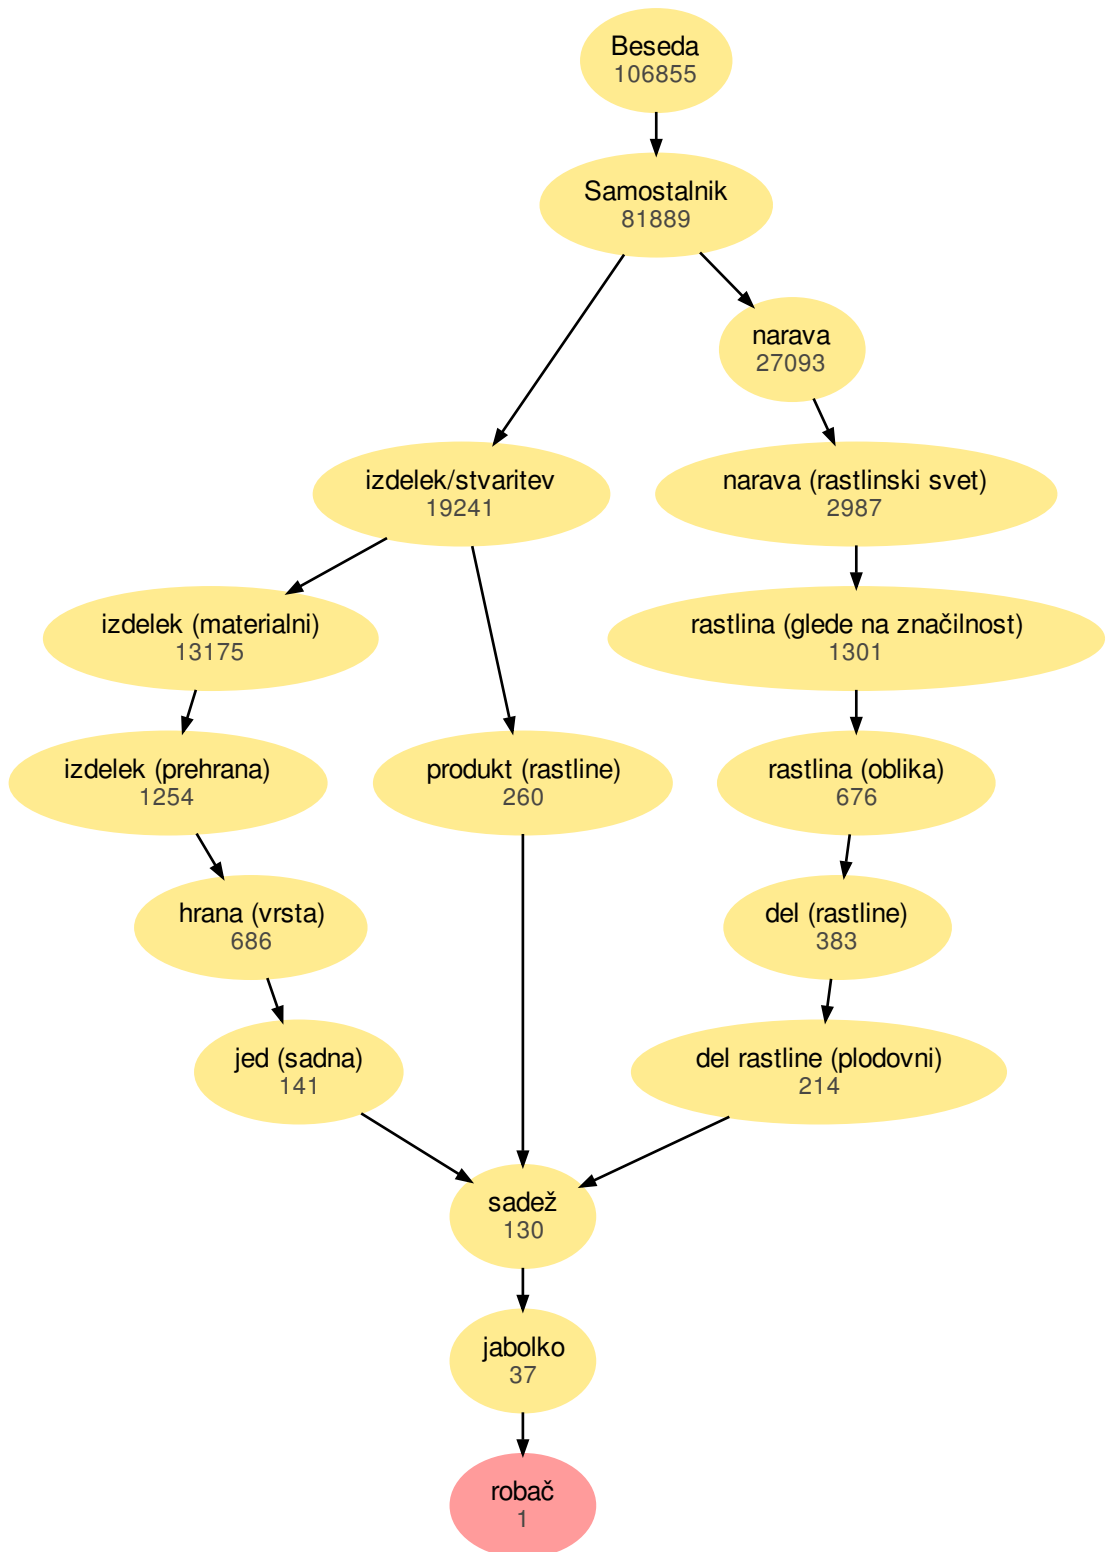 Beseda
106855
Samostalnik
81889
narava
27093
izdelek/stvaritev
19241
narava (rastlinski svet)
2987
izdelek (materialni)
13175
rastlina (glede na značilnost)
1301
izdelek (prehrana)
1254
produkt (rastline)
260
rastlina (oblika)
676
hrana (vrsta)
686
del (rastline)
383
jed (sadna)
141
del rastline (plodovni)
214
sadež
130
jabolko
37
robač
1